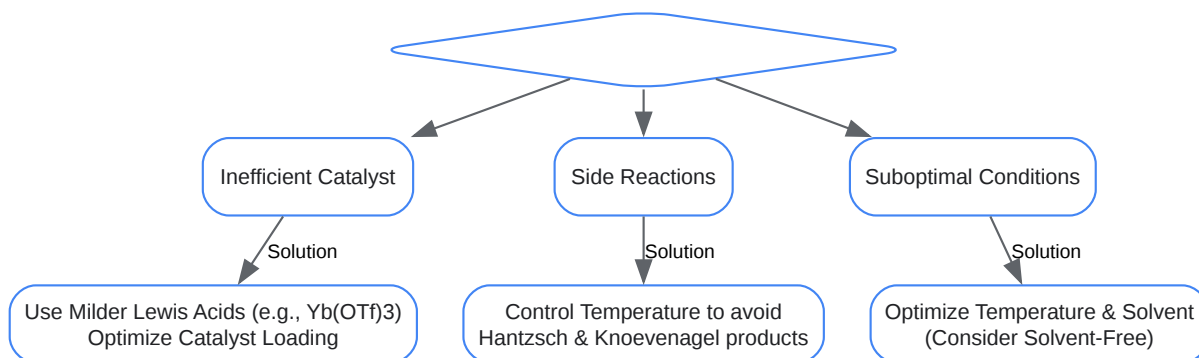 Inefficient Catalyst
Side Reactions
Suboptimal Conditions
Solution
Solution
Solution
Use Milder Lewis Acids (e.g., Yb(OTf)3)
Optimize Catalyst Loading
Control Temperature to avoid
Hantzsch & Knoevenagel products
Optimize Temperature & Solvent
(Consider Solvent-Free)